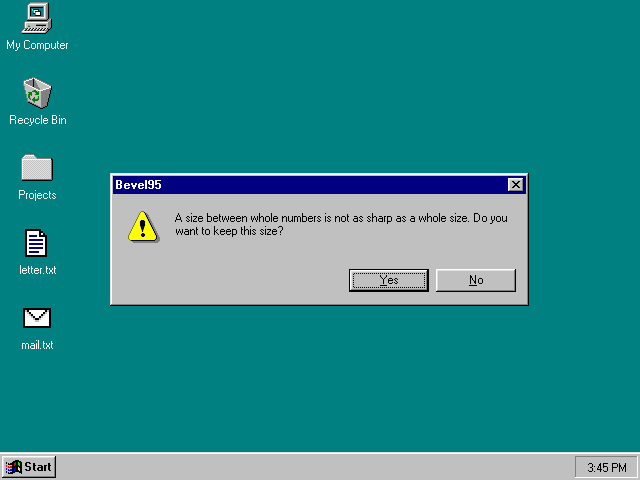 My Computer
Recycle Bin
Projects
letter.txt
mail.txt
Bevel95
A size between whole numbers is not as sharp as a whole size. Do you
want to keep this size?
Yes
No
Start
3:45 PM